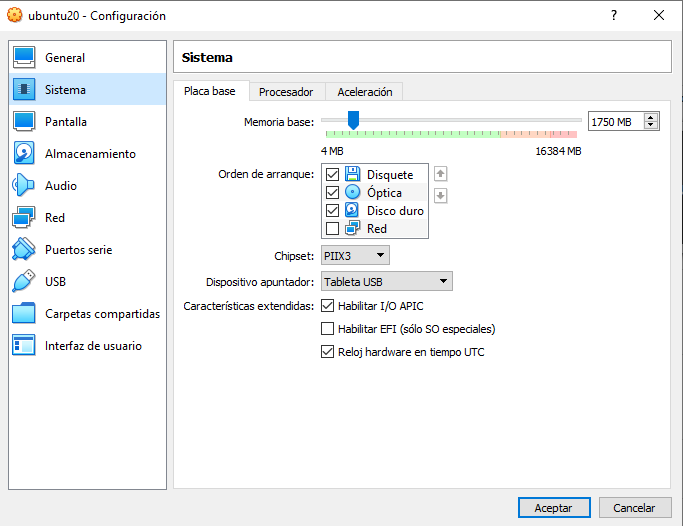 ubuntu20 - Configuración
?
General
Sistema
Pantalla
Almacenamiento
Audio
Red
Puertos serie
USB
Carpetas compartidas
Interfaz de usuario
Sistema
Placa base Procesador Aceleración
Memoria base: 1750 MB
4 MB 16384 MB
Orden de arranque: Disquete
Óptica
Disco duro
Red
Chipset: PIIX3
Dispositivo apuntador: Tableta USB
Características extendidas: Habilitar I/O APIC
Habilitar EFI (sólo SO especiales)
Reloj hardware en tiempo UTC
Aceptar Cancelar